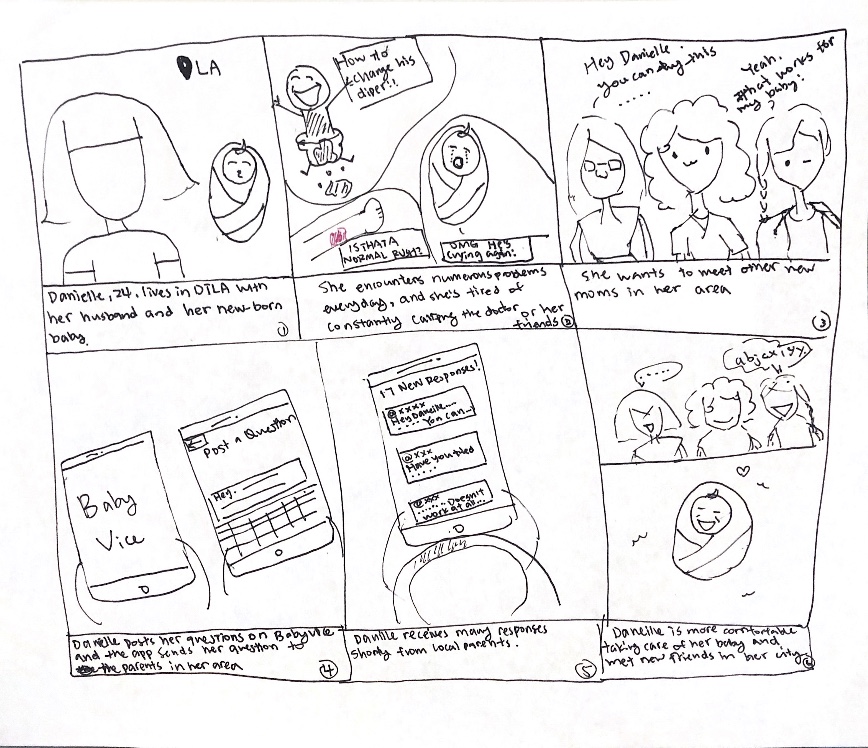 LA
Danielle, 24, lives in DTLA with
her husband and her new-born
baby.
1
How to
change his
diper!!
IS THAT A
NORMAL
OMG He's
crying again!
She encounters numerous problems
everyday, and she's tired of
constantly calling the doctor or her
friends
2
Hey Danielle.
you can this
......
Yeah.
that works for
my baby!
She wants to meet other new
moms in her area
3
Baby
Vice
Post a Question
Hey.
Danielle posts her questions on BabyVice
and the app sends her question to
the parents in her area
4
17 New Responses!
@xxxx
Hey Danielle....
..... You can...
@xxx
Have you tried
......
@xxx
........ Doesn't
work at all...
Danille receives many responses
shortly from local parents.
5
.....
abjcxiyy.
Danielle is more comfortable
taking care of her baby and
met new friends in her city.
6